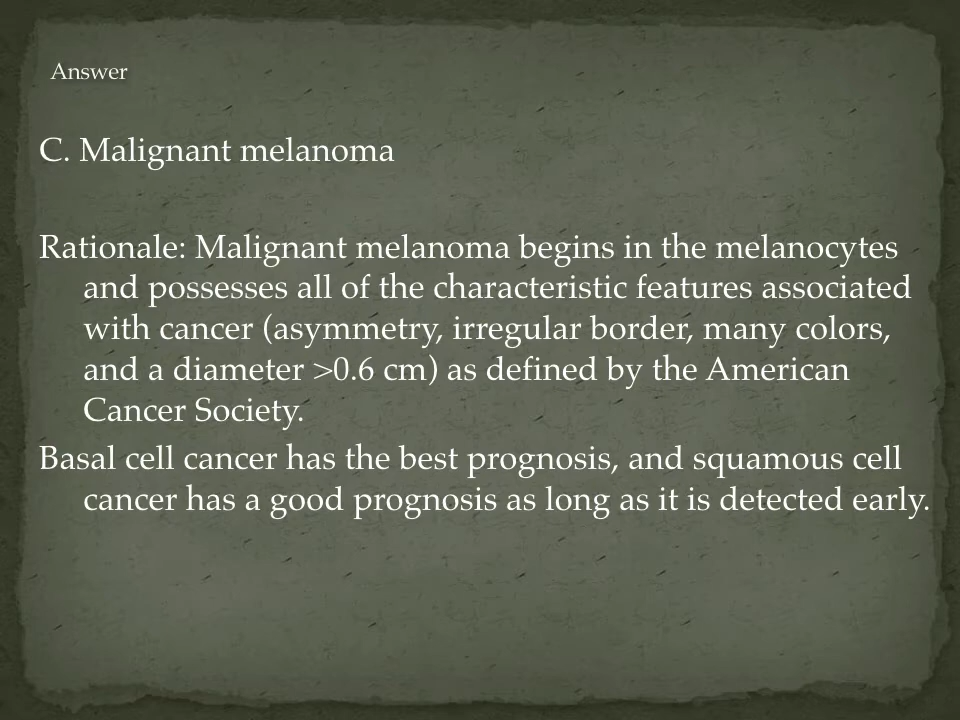 Answer
C. Malignant melanoma
Rationale: Malignant melanoma begins in the melanocytes
and possesses all of the characteristic features associated
with cancer (asymmetry, irregular border, many colors,
and a diameter >0.6 cm) as defined by the American
Cancer Society.
Basal cell cancer has the best prognosis, and squamous cell
cancer has a good prognosis as long as it is detected early.